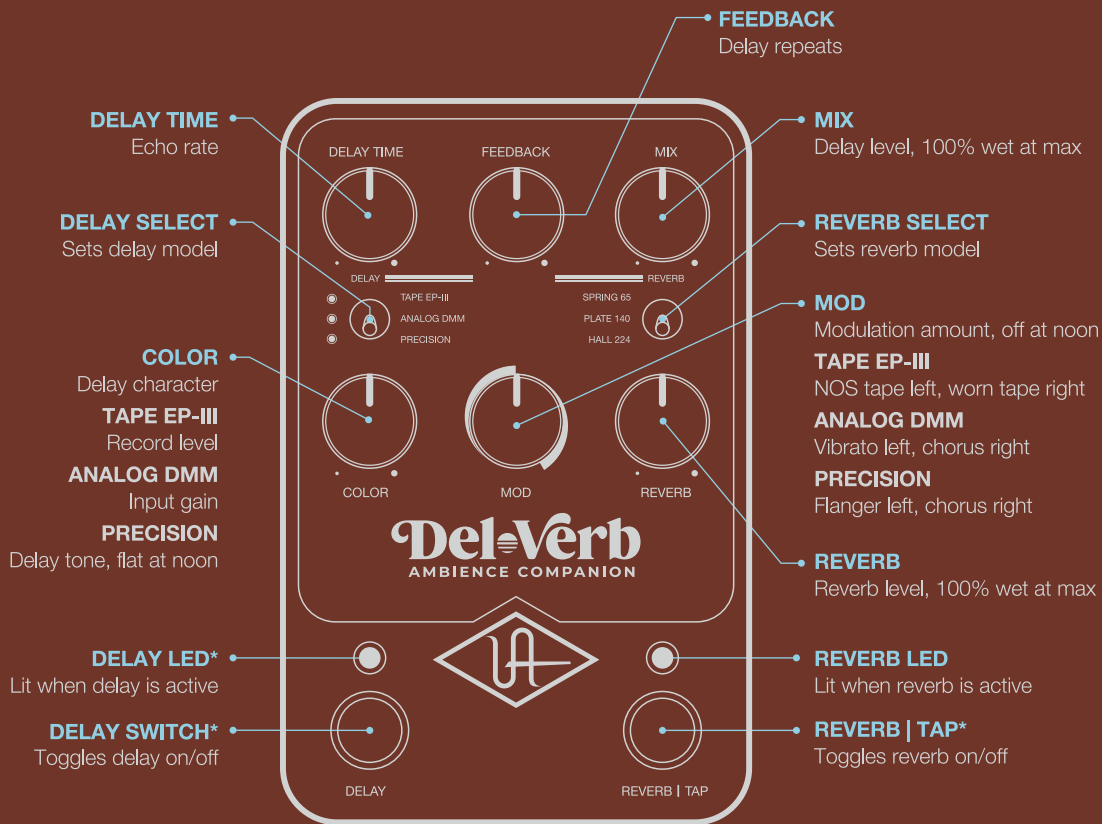 FEEDBACK
Delay repeats
DELAY TIME
Echo rate
MIX
Delay level, 100% wet at max
DELAY SELECT
Sets delay model
REVERB SELECT
Sets reverb model
COLOR
Delay character
TAPE EP-III
Record level
ANALOG DMM
Input gain
PRECISION
Delay tone, flat at noon
MOD
Modulation amount, off at noon
TAPE EP-III
NOS tape left, worn tape right
ANALOG DMM
Vibrato left, chorus right
PRECISION
Flanger left, chorus right
REVERB
Reverb level, 100% wet at max
DELAY LED*
Lit when delay is active
REVERB LED
Lit when reverb is active
DELAY SWITCH*
Toggles delay on/off
REVERB | TAP*
Toggles reverb on/off
DELAY TIME
FEEDBACK
MIX
DELAY
REVERB
TAPE EP-III
SPRING 65
ANALOG DMM
PLATE 140
PRECISION
HALL 224
COLOR
MOD
REVERB
Del-Verb
AMBIENCE COMPANION
UA
DELAY
REVERB | TAP